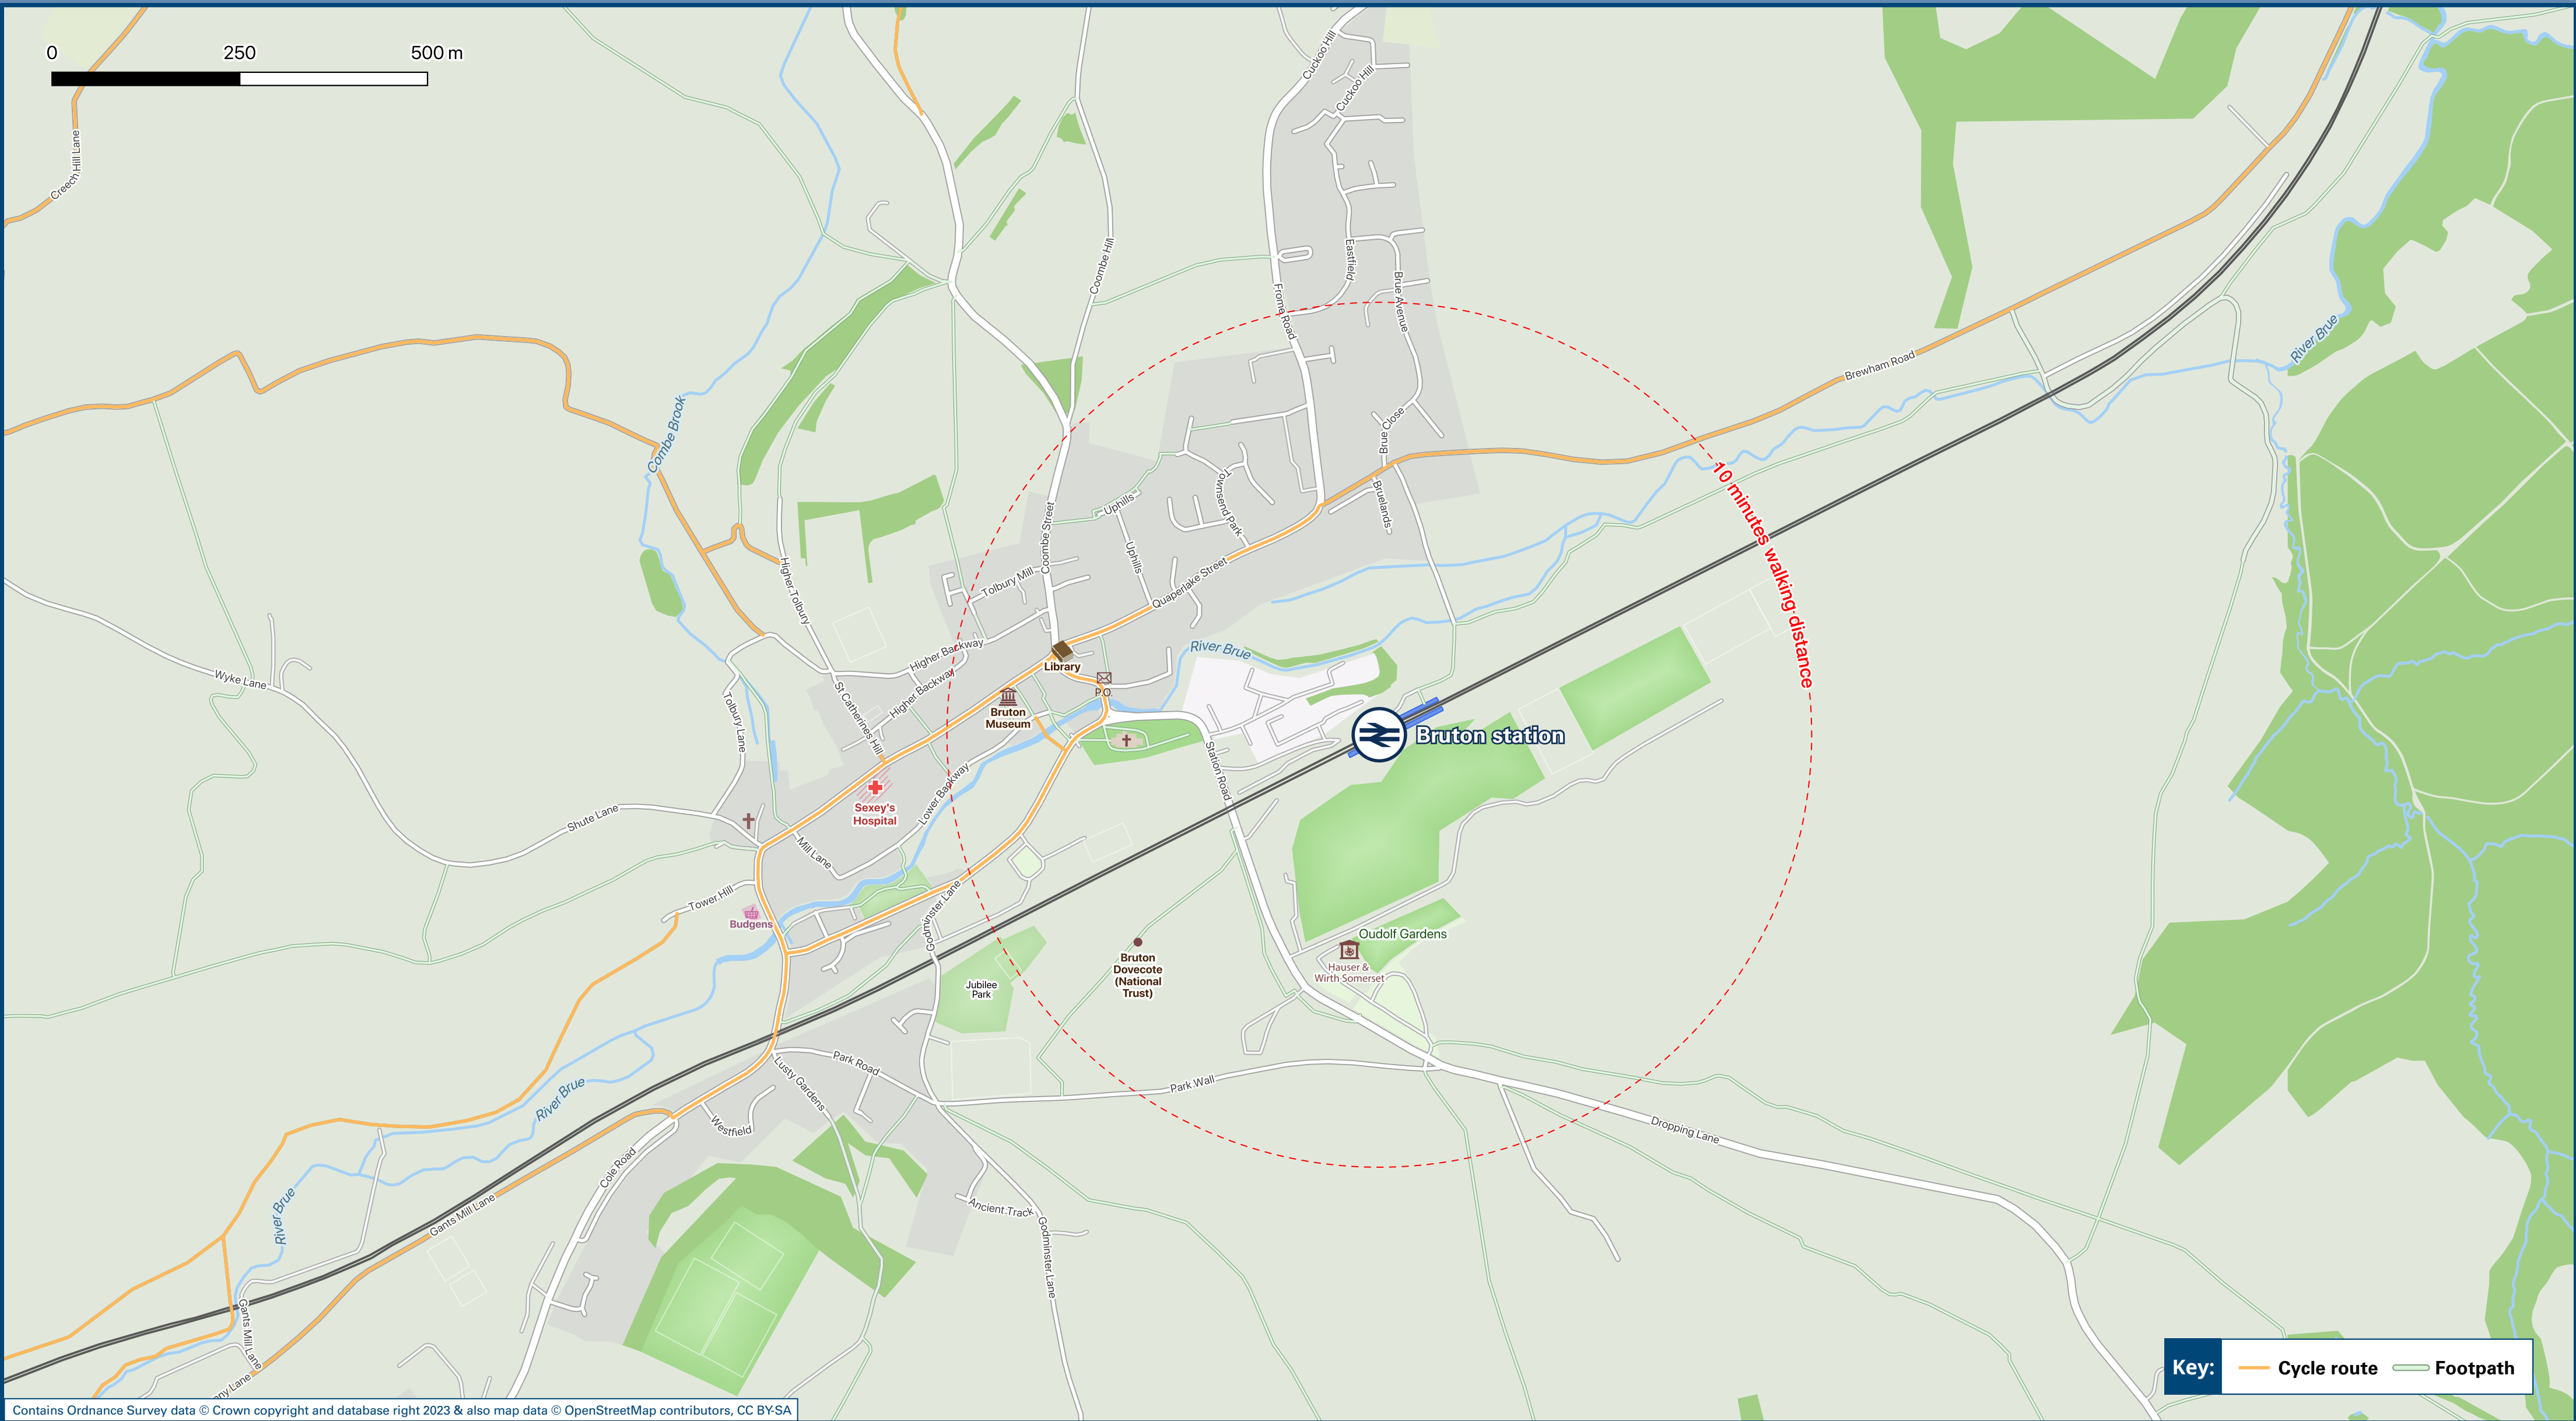 0 250 500 m
Cuckoo Hill
Cuckoo Hill
Creech Hill Lane
Coombe Hill
Eastfield
Brue Avenue
Frome Road
River Brue
Brewham Road
Combe Brook
Brue Close
10 minutes walking distance
Townsend Park
Bruelands
Uphills
Coombe Street
Uphills
Higher Tolbury
Tolbury Mill
Quaperlake Street
Higher Backway
River Brue
Library
Wyke Lane
Higher Backway
P.O.
St Catherines Hill
Tolbury Lane
Bruton
Museum
Bruton station
Station Road
Lower Backway
Sexey's
Hospital
Shute Lane
Mill Lane
Tower Hill
Budgens
Godminster Lane
Oudolf Gardens
Bruton
Dovecote
(National
Trust)
Hauser &
Wirth Somerset
Jubilee
Park
Park Road
Park Wall
Lusty Gardens
River Brue
Westfield
Dropping Lane
Cole Road
Gants Mill Lane
River Brue
Ancient Track
Godminster Lane
Gants Mill Lane
ony Lane
Key: Cycle route Footpath
Contains Ordnance Survey data © Crown copyright and database right 2023 & also map data © OpenStreetMap contributors, CC BY-SA